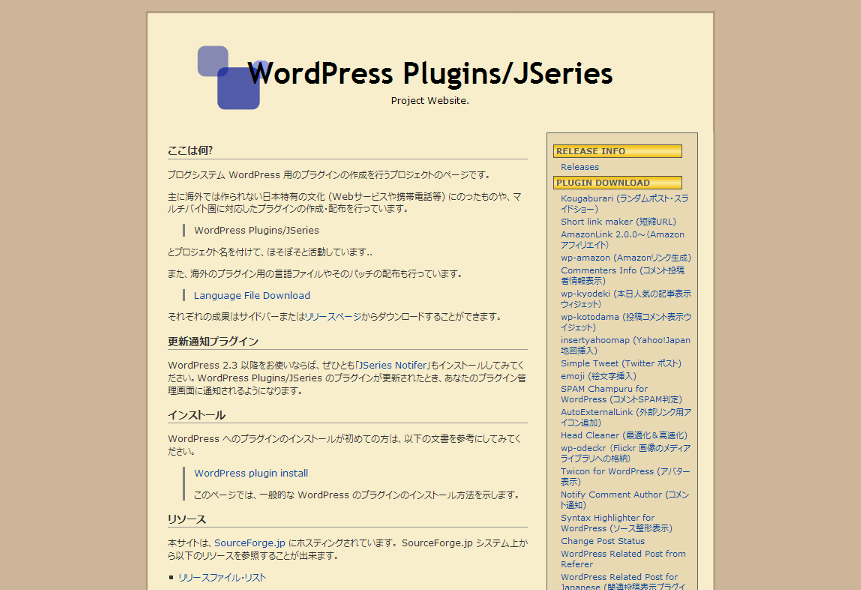 WordPress Plugins/JSeries
Project Website.
ここは何?
ブログシステム WordPress 用のプラグインの作成を行うプロジェクトのページです。
主に海外では作られない日本特有の文化 (Webサービスや携帯電話等) にのったものや、マ
ルチバイト圏に対応したプラグインの作成・配布を行っています。
WordPress Plugins/JSeries
とプロジェクト名を付けて、ほそぼそと活動しています..
また、海外のプラグイン用の言語ファイルやそのパッチの配布も行っています。
Language File Download
それぞれの成果はサイドバーまたはリリースページからダウンロードすることができます。
更新通知プラグイン
WordPress 2.3 以降をお使いならば、ぜひとも「JSeries Notifer」もインストールしてみてく
ださい。WordPress Plugins/JSeries のプラグインが更新されたとき、あなたのプラグイン管
理画面に通知されるようになります。
インストール
WordPress へのプラグインのインストールが初めての方は、以下の文書を参考にしてみてく
ださい。
WordPress plugin install
このページでは、一般的な WordPress のプラグインのインストール方法を示します。
リソース
本サイトは、SourceForge.jp にホスティングされています。 SourceForge.jp システム上か
ら以下のリソースを参照することが出来ます。
リリースファイル・リスト
RELEASE INFO
Releases
PLUGIN DOWNLOAD
Kougaburari (ランダムポスト・スラ
イドショー)
Short link maker (短縮URL)
AmazonLink 2.0.0～(Amazon
アフィリエイト)
wp-amazon (Amazonリンク生成)
Commenters Info (コメント投稿
者情報表示)
wp-kyodeki (本日人気の記事表示
ウィジェット)
wp-kotodama (投稿コメント表示ウ
イジェット)
insertyahoomap (Yahoo!Japan
地図挿入)
Simple Tweet (Twitter ポスト)
emoji (絵文字挿入)
SPAM Champuru for
WordPress (コメントSPAM判定)
AutoExternalLink (外部リンク用ア
イコン追加)
Head Cleaner (最適化＆高速化)
wp-odeckr (Flickr 画像のメディア
ライブラリへの格納)
Twicon for WordPress (アバター
表示)
Notify Comment Author (コメン
ト通知)
Syntax Highlighter for
WordPress (ソース整形表示)
Change Post Status
WordPress Related Post from
Referer
WordPress Related Post for
Japanese (関連投稿表示プラグイ